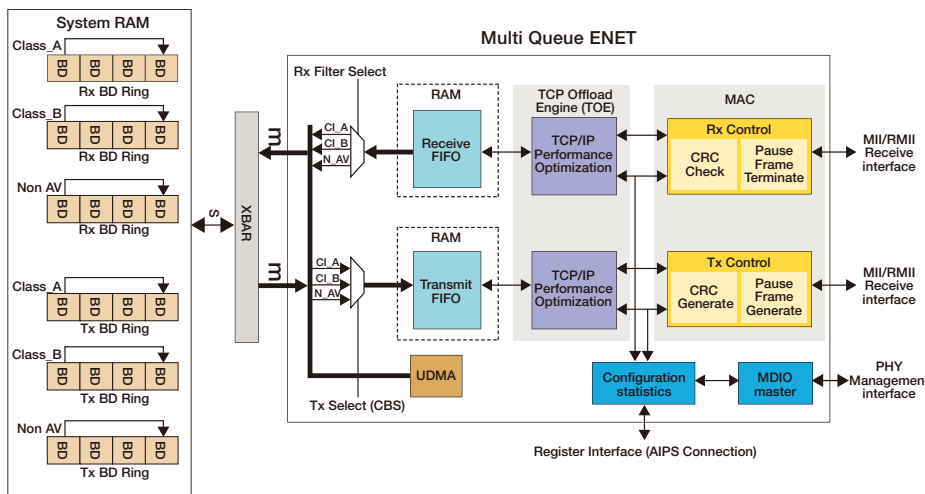 System RAM
Class_A
BD BD BD BD
Rx BD Ring
Class_B
BD BD BD BD
Rx BD Ring
Non AV
BD BD BD BD
Rx BD Ring
Class_A
BD BD BD BD
Tx BD Ring
Class_B
BD BD BD BD
Tx BD Ring
Non AV
BD BD BD BD
Tx BD Ring
S
XBAR
m
m
Multi Queue ENET
Rx Filter Select
CI_A
CI_B
N_AV
RAM
Receive
FIFO
TCP Offload
Engine (TOE)
TCP/IP
Performance
Optimization
MAC
Rx Control
CRC
Check
Pause
Frame
Terminate
MII/RMII
Receive
interface
CI_A
CI_B
N_AV
RAM
Transmit
FIFO
TCP/IP
Performance
Optimization
Tx Control
CRC
Generate
Pause
Frame
Generate
MII/RMII
Receive
interface
UDMA
Tx Select (CBS)
Configuration
statistics
MDIO
master
PHY
Management
interface
Register Interface (AIPS Connection)